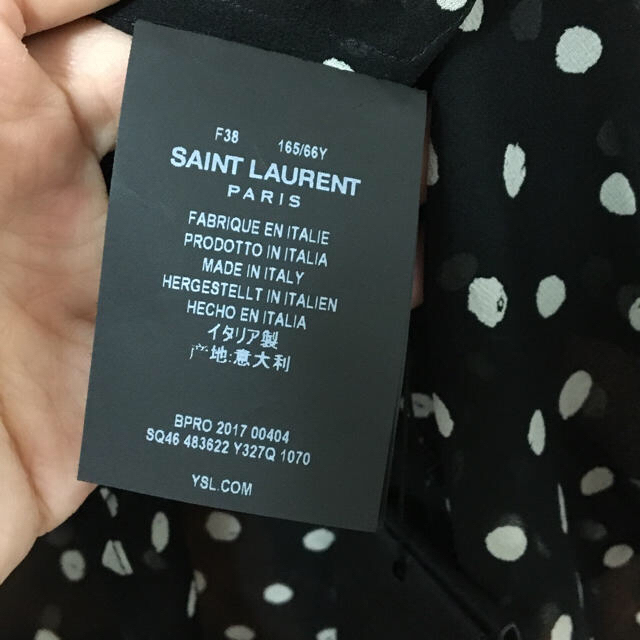 F38 165/66Y
SAINT LAURENT
PARIS
FABRIQUE EN ITALIE
PRODOTTO IN ITALIA
MADE IN ITALY
HERGESTELLT IN ITALIEN
HECHO EN ITALIA
イタリア製
地:意大利
BPRO 2017 00404
SQ46 483622 Y327Q 1070
YSL.COM